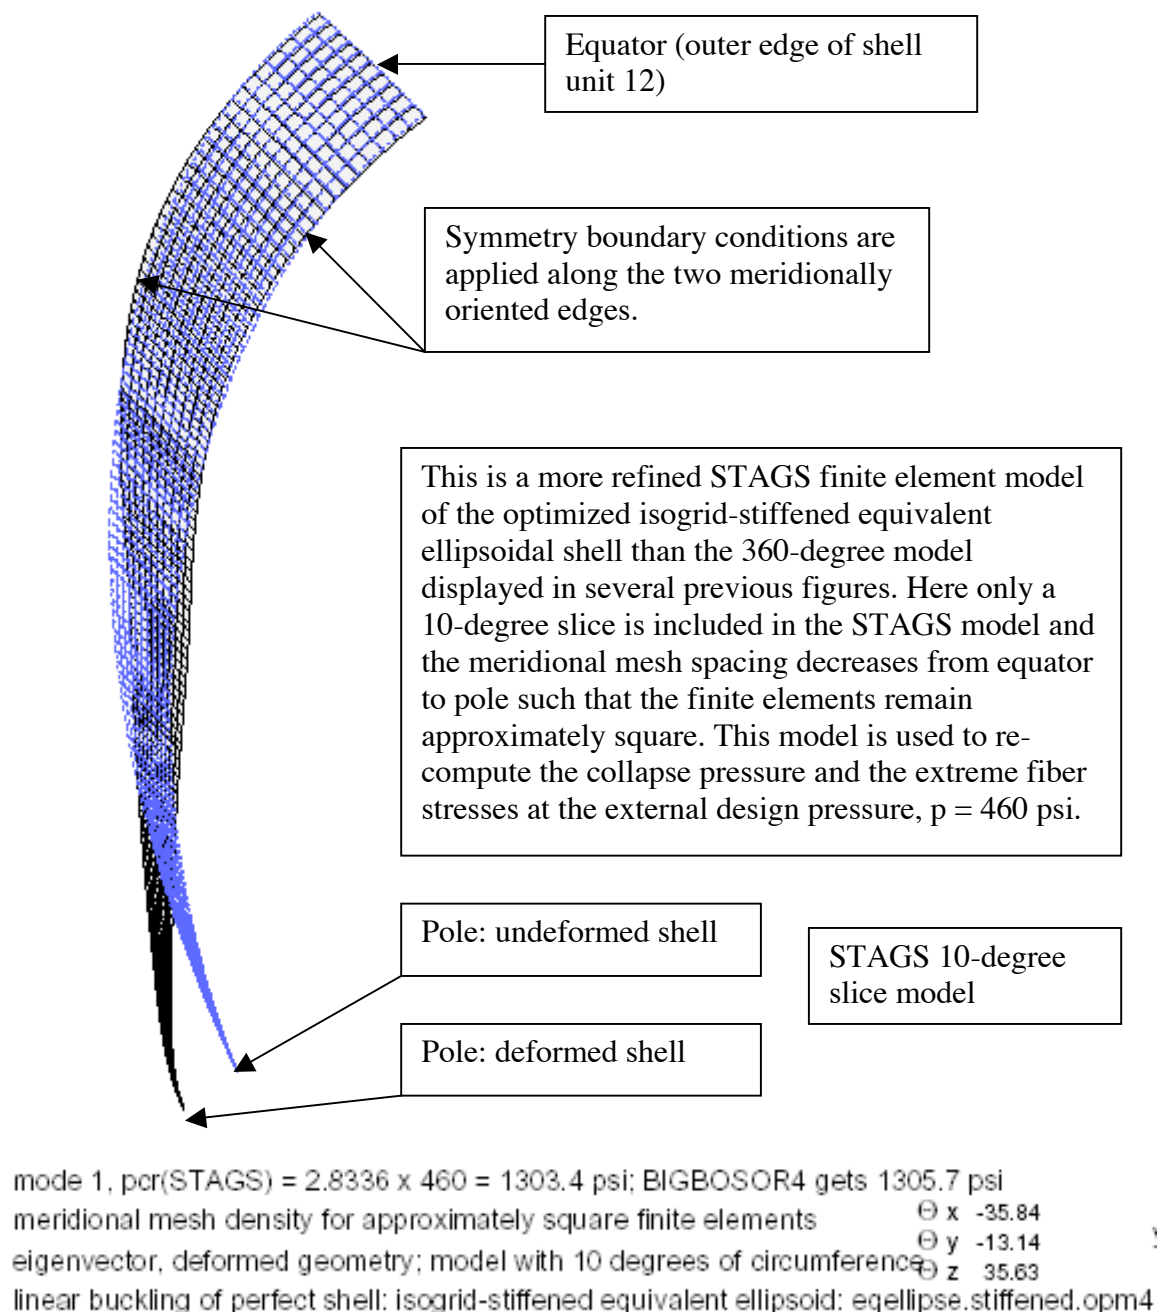 Equator (outer edge of shell
unit 12)
Symmetry boundary conditions are
applied along the two meridionally
oriented edges.
This is a more refined STAGS finite element model
of the optimized isogrid-stiffened equivalent
ellipsoidal shell than the 360-degree model
displayed in several previous figures. Here only a
10-degree slice is included in the STAGS model and
the meridional mesh spacing decreases from equator
to pole such that the finite elements remain
approximately square. This model is used to re-
compute the collapse pressure and the extreme fiber
stresses at the external design pressure, p = 460 psi.
Pole: undeformed shell
STAGS 10-degree
slice model
Pole: deformed shell
mode 1, pcr(STAGS) = 2.8336 x 460 = 1303.4 psi; BIGBOSOR4 gets 1305.7 psi
meridional mesh density for approximately square finite elements
Θ x -35.84
Θ y -13.14
eigenvector, deformed geometry; model with 10 degrees of circumference
Θ z 35.63
linear buckling of perfect shell: isogrid-stiffened equivalent ellipsoid: eqellipse.stiffened.opm4